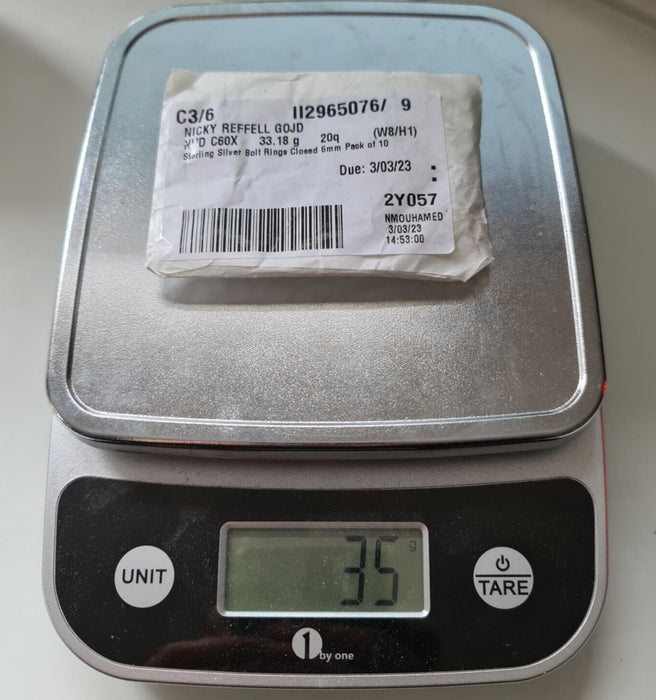 C3/6 II2965076/ 9
NICKY REFFELL GOJD
NVD C60X 33.18 g 20q (W8/H1)
Sterling Silver Bolt Rings Closed 6mm Pack of 10
Due: 3/03/23 :
:
2Y057
NMOUHAMED
3/03/23
14:53:00
35 g
UNIT
TARE
1 by one